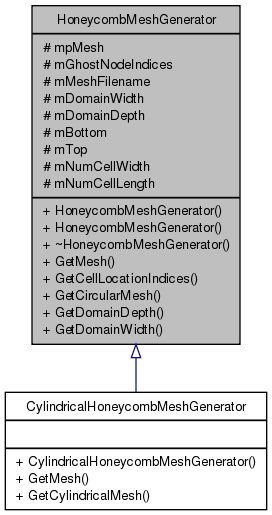 HoneycombMeshGenerator
# mpMesh
# mGhostNodeIndices
# mMeshFilename
# mDomainWidth
# mDomainDepth
# mBottom
# mTop
# mNumCellWidth
# mNumCellLength
+ HoneycombMeshGenerator()
+ HoneycombMeshGenerator()
+ ~HoneycombMeshGenerator()
+ GetMesh()
+ GetCellLocationIndices()
+ GetCircularMesh()
+ GetDomainDepth()
+ GetDomainWidth()
CylindricalHoneycombMeshGenerator
+ CylindricalHoneycombMeshGenerator()
+ GetMesh()
+ GetCylindricalMesh()